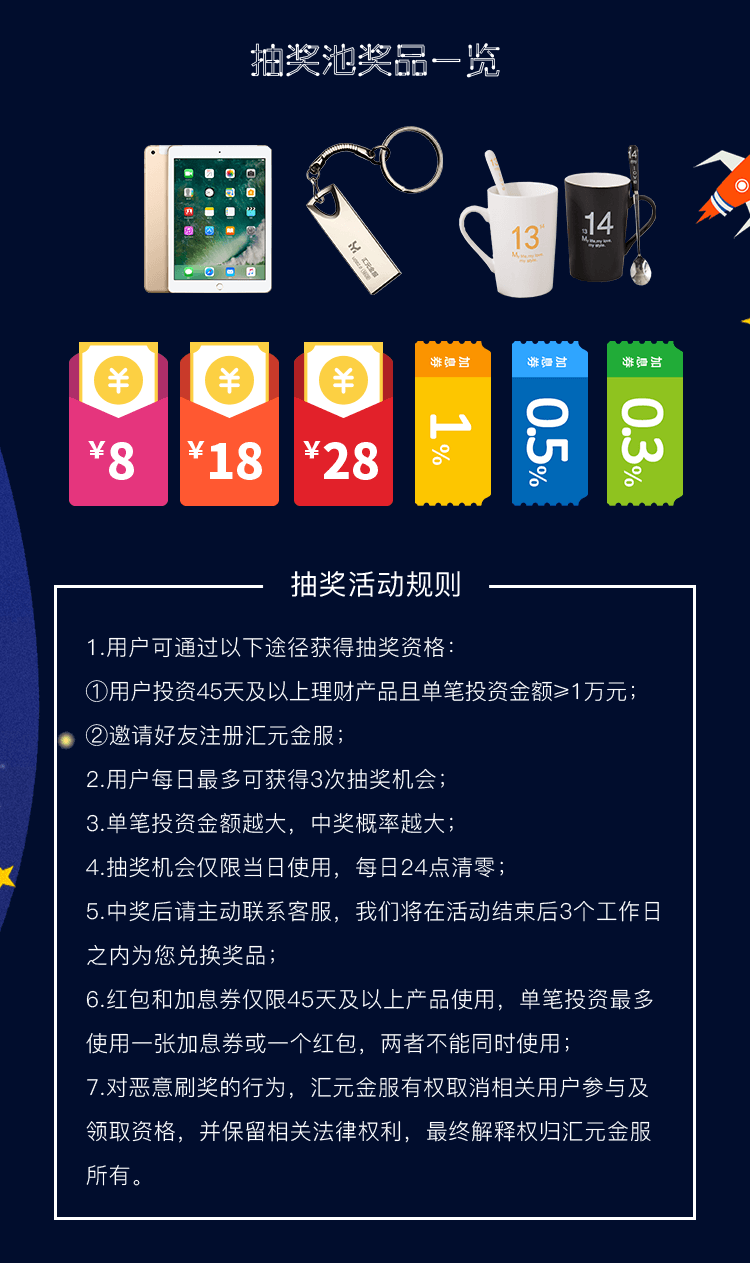 抽奖池奖品一览
汇元金服
13
14
14
¥
¥
¥
¥8
¥18
¥28
加息券
1%
加息券
0.5%
加息券
0.3%
抽奖活动规则
1.用户可通过以下途径获得抽奖资格：
①用户投资45天及以上理财产品且单笔投资金额≥1万元；
②邀请好友注册汇元金服；
2.用户每日最多可获得3次抽奖机会；
3.单笔投资金额越大，中奖概率越大；
4.抽奖机会仅限当日使用，每日24点清零；
5.中奖后请主动联系客服，我们将在活动结束后3个工作日
之内为您兑换奖品；
6.红包和加息券仅限45天及以上产品使用，单笔投资最多
使用一张加息券或一个红包，两者不能同时使用；
7.对恶意刷奖的行为，汇元金服有权取消相关用户参与及
领取资格，并保留相关法律权利，最终解释权归汇元金服
所有。